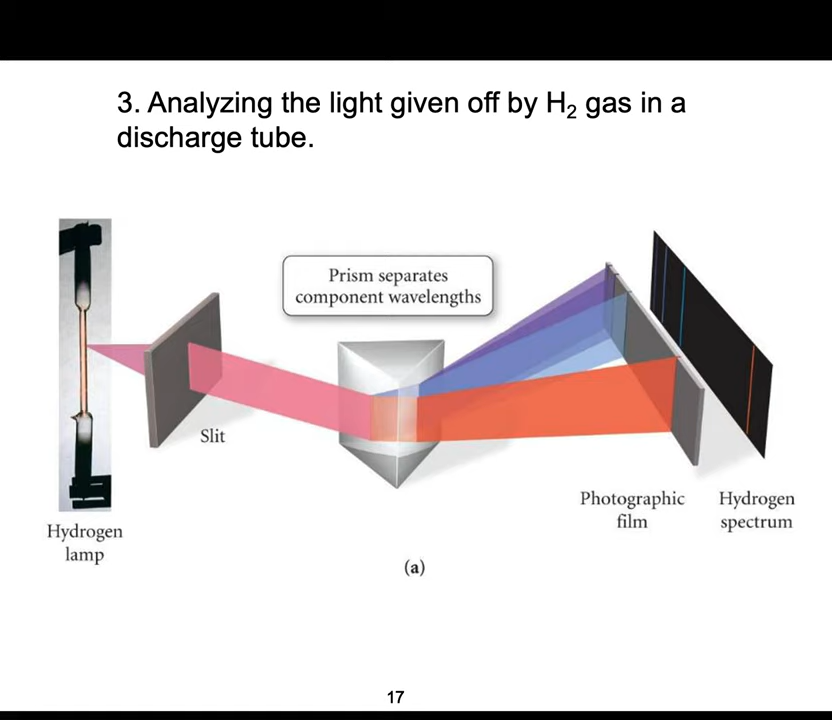 3. Analyzing the light given off by H₂ gas in a
discharge tube.
Prism separates
component wavelengths
Slit
Hydrogen
lamp
Photographic
film
Hydrogen
spectrum
(a)
17